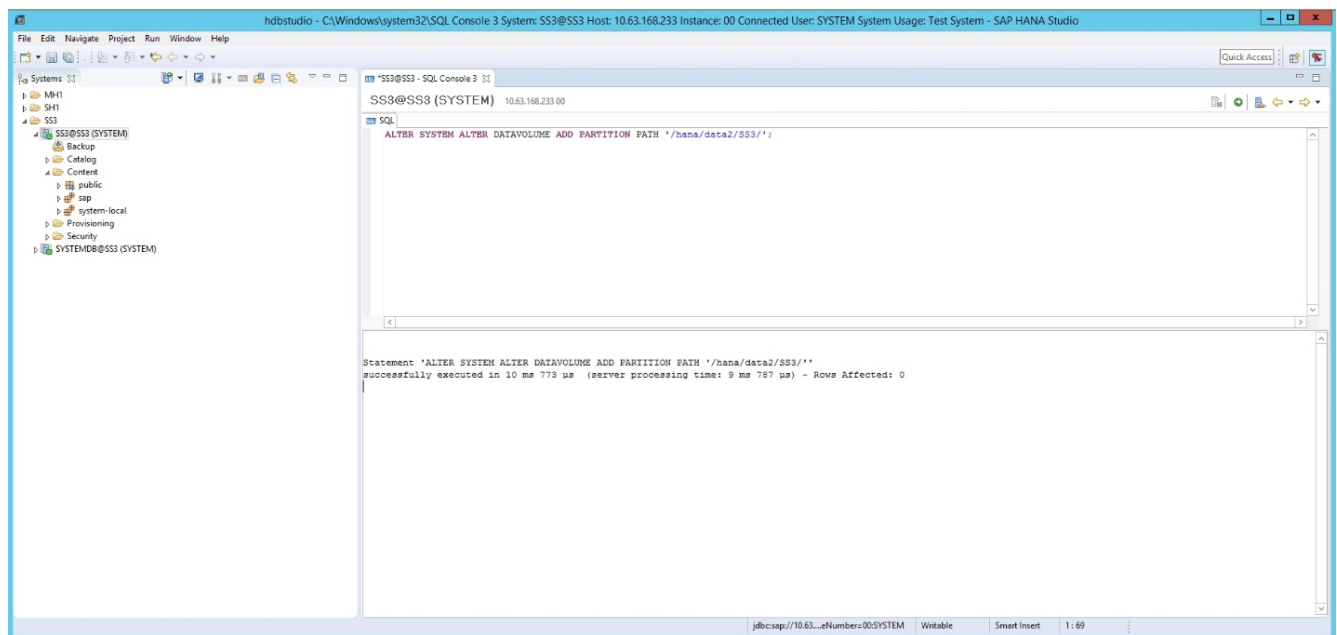 hdbstudio - C:\Windows\system32\SQL Console 3 System: SS3@SS3 Host: 10.63.168.233 Instance: 00 Connected User: SYSTEM System Usage: Test System - SAP HANA Studio
File Edit Navigate Project Run Window Help
Quick Access
Systems
MH1
SH1
SS3
SS3@SS3 (SYSTEM)
Backup
Catalog
Content
public
sap
system-local
Provisioning
Security
SYSTEMDB@SS3 (SYSTEM)
*SS3@SS3 - SQL Console 3
SS3@SS3 (SYSTEM) 10.63.168.233 00
SQL
ALTER SYSTEM ALTER DATAVOLUME ADD PARTITION PATH '/hana/data2/SS3/';
Statement 'ALTER SYSTEM ALTER DATAVOLUME ADD PARTITION PATH '/hana/data2/SS3/''
successfully executed in 10 ms 773 µs (server processing time: 9 ms 787 µs) - Rows Affected: 0
jdbc:sap://10.63....eNumber=00:SYSTEM Writable Smart Insert 1 : 69